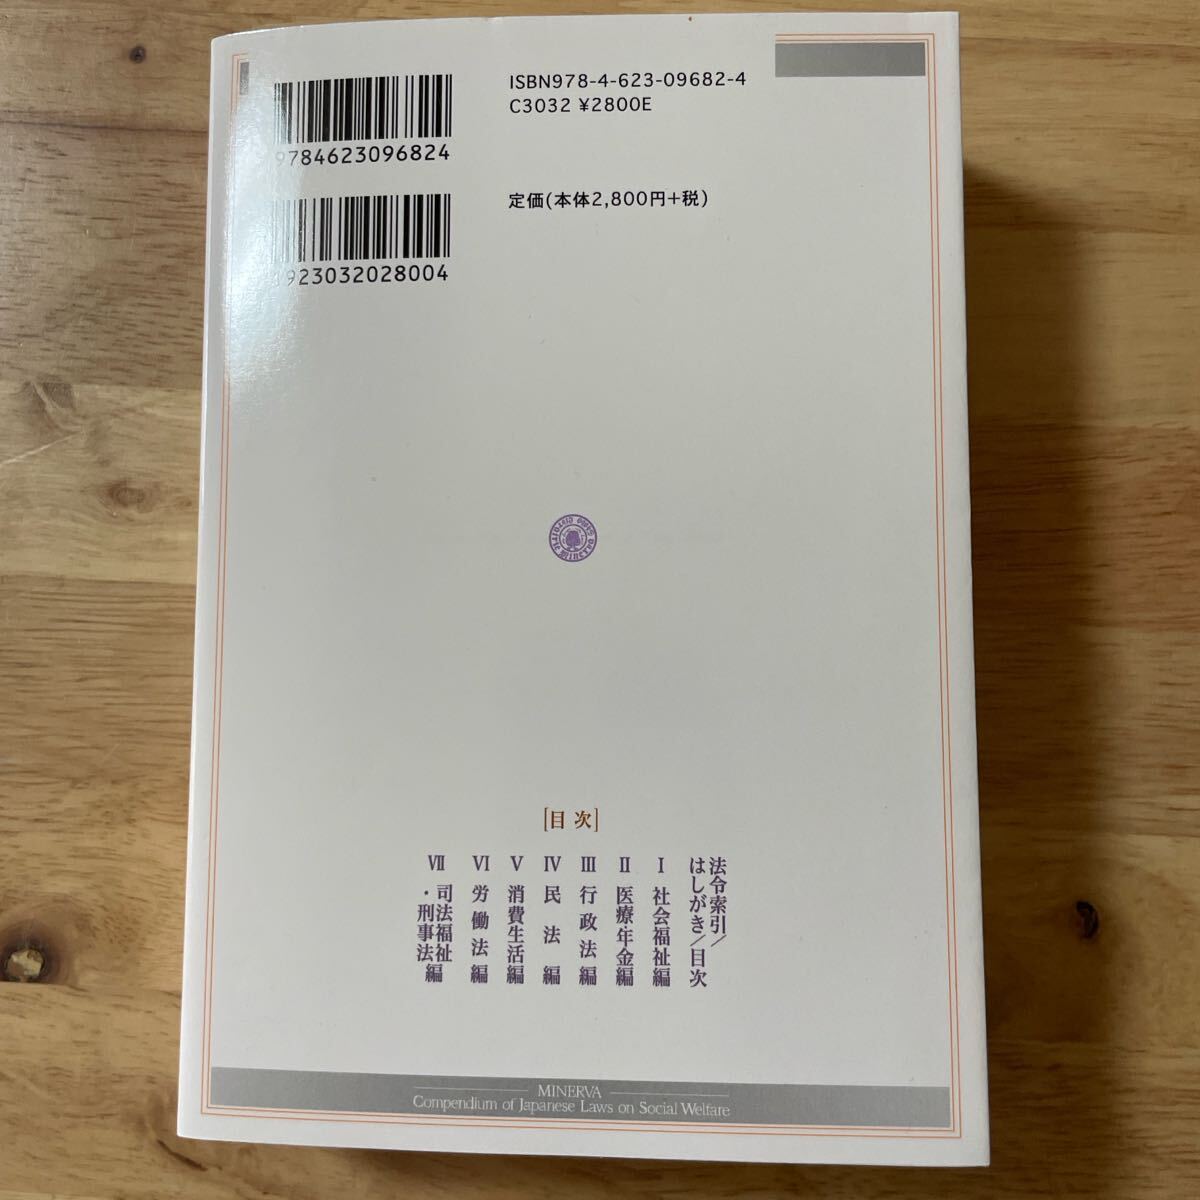 ISBN978-4-623-09682-4
C3032 ¥2800E
9784623096824
定価(本体2,800円+税)
1923032028004
[目次]
法令索引/
はしがき/目次
Ⅰ 社会福祉編
Ⅱ 医療年金編
Ⅲ 行政法編
Ⅳ 民法編
Ⅴ 消費生活編
Ⅵ 労働法編
Ⅶ 司法福祉
・刑事法編
MINERVA
Compendium of Japanese Laws on Social Welfare